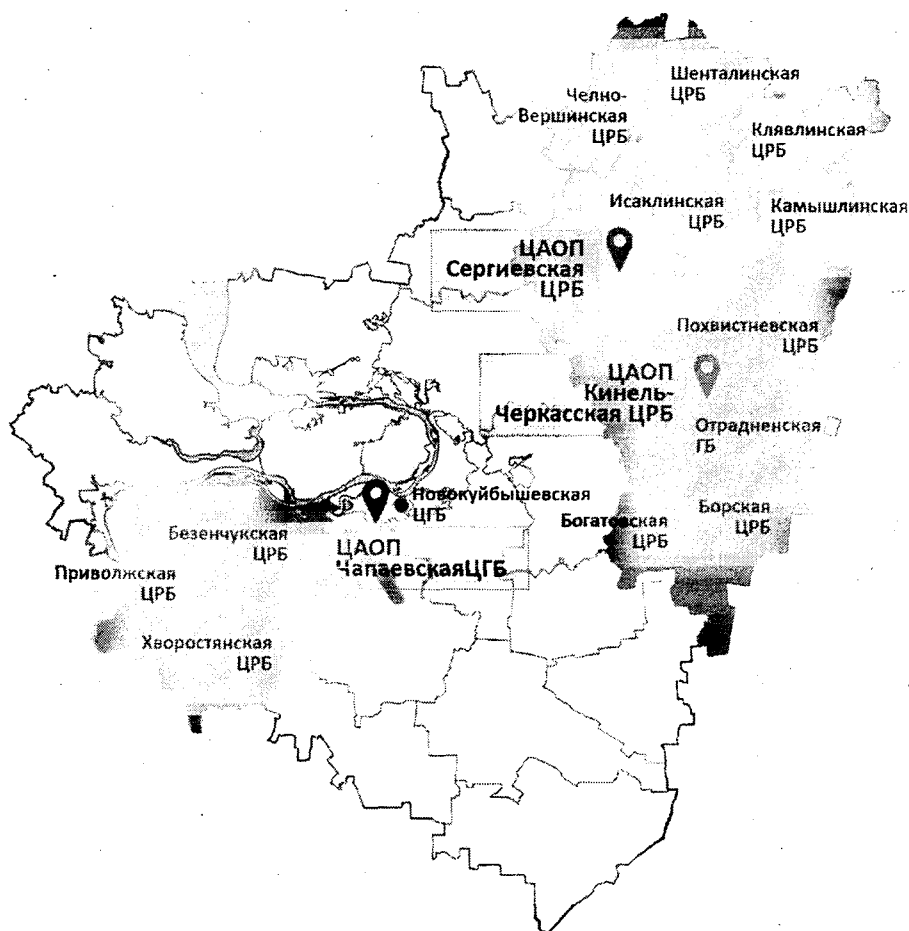 Шенталинская
ЦРБ
Челно-
Вершинская
ЦРБ
Клявлинская
ЦРБ
Исаклинская
ЦРБ
Камышлинская
ЦРБ
ЦАОП
Сергиевская
ЦРБ
Похвистневская
ЦРБ
ЦАОП
Кинель-
Черкасская ЦРБ
Отрадненская
ГБ
Новокуйбышевская
ЦГБ
Богатовская
ЦРБ
Борская
ЦРБ
Безенчукская
ЦРБ
ЦАОП
ЧапаевскаяЦГБ
Приволжская
ЦРБ
Хворостянская
ЦРБ